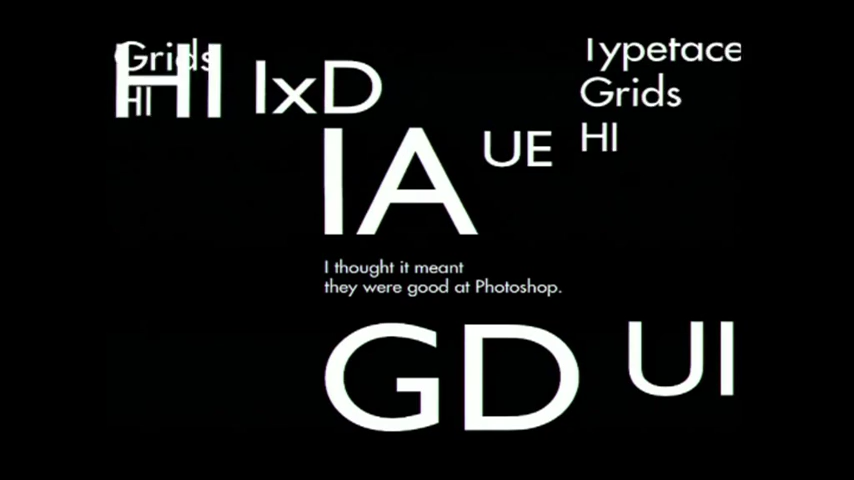 Grids
HI
HI
IxD
Typeface
Grids
HI
UE
IA
I thought it meant
they were good at Photoshop.
GD
UI